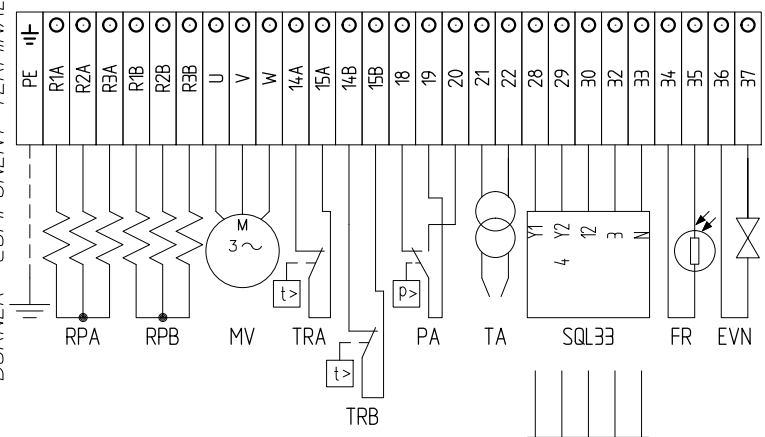 PE R1A R2A R3A R1B R2B R3B U V W 14A 15A 14B 15B 18 19 20 21 22 28 29 30 32 33 34 35 36 37
M
3~
t>
p>
Y1 Y2 12 3 N
4
RPA RPB MV TRA PA TA SQL33 FR EVN
t>
TRB